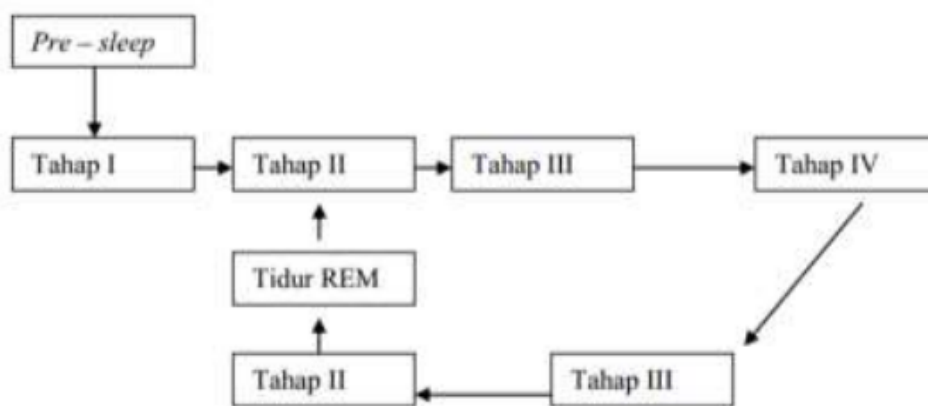 Pre – sleep
Tahap I
Tahap II
Tahap III
Tahap IV
Tidur REM
Tahap II
Tahap III